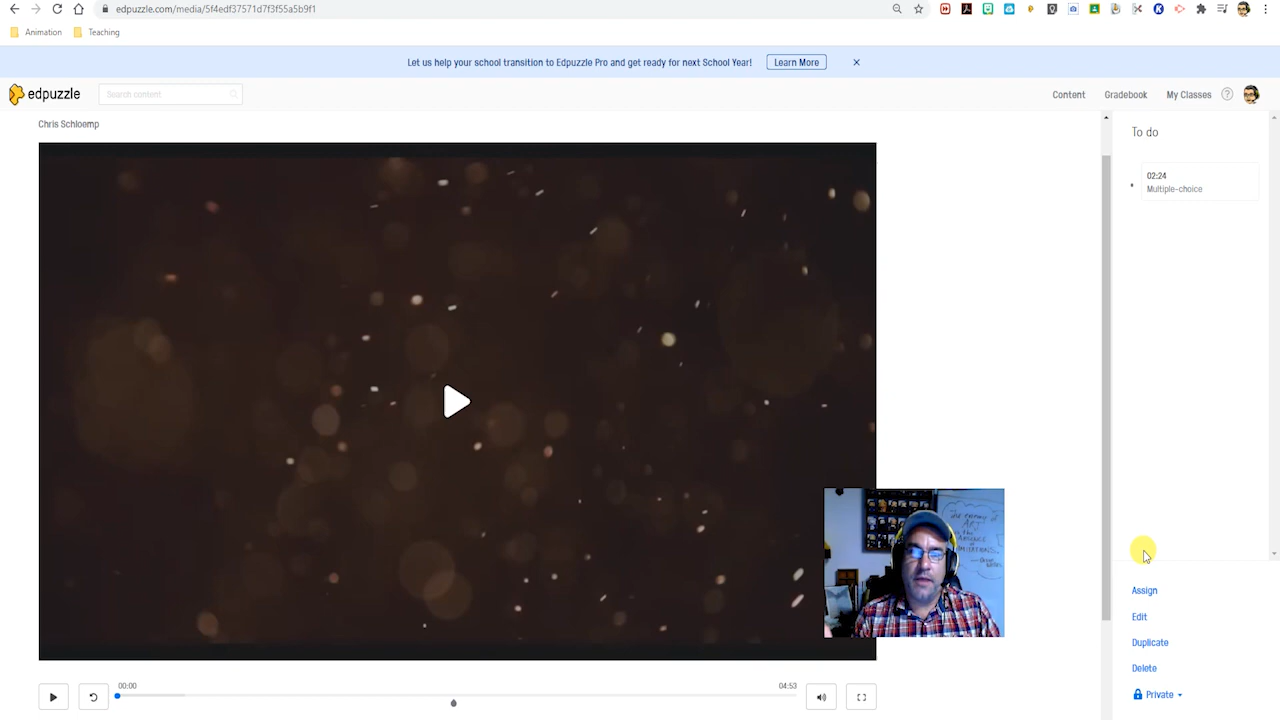 edpuzzle.com/media/5f4edf37571d7f3f55a5b9f1
Animation
Teaching
Let us help your school transition to Edpuzzle Pro and get ready for next School Year!
Learn More
edpuzzle
Search content
Content
Gradebook
My Classes
Chris Schloemp
To do
02:24
Multiple-choice
Assign
Edit
Duplicate
Delete
Private
00:00
04:53